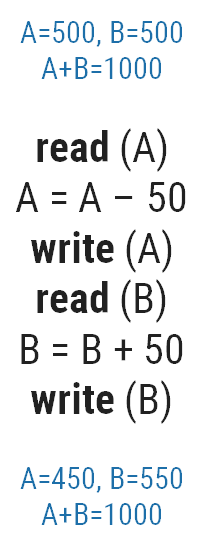 A=500, B=500
A+B=1000
read (A)
A = A – 50
write (A)
read (B)
B = B + 50
write (B)
A=450, B=550
A+B=1000